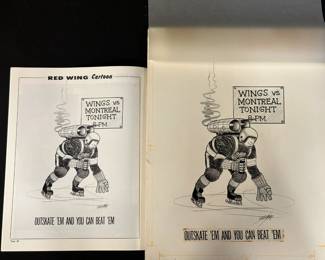 RED WING Cartoon
WINGS vs
MONTREAL
TONIGHT
8 P.M.
OUTSKATE 'EM AND YOU CAN BEAT 'EM
WINGS vs
MONTREAL
TONIGHT
8 P.M.
OUTSKATE 'EM AND YOU CAN BEAT 'EM